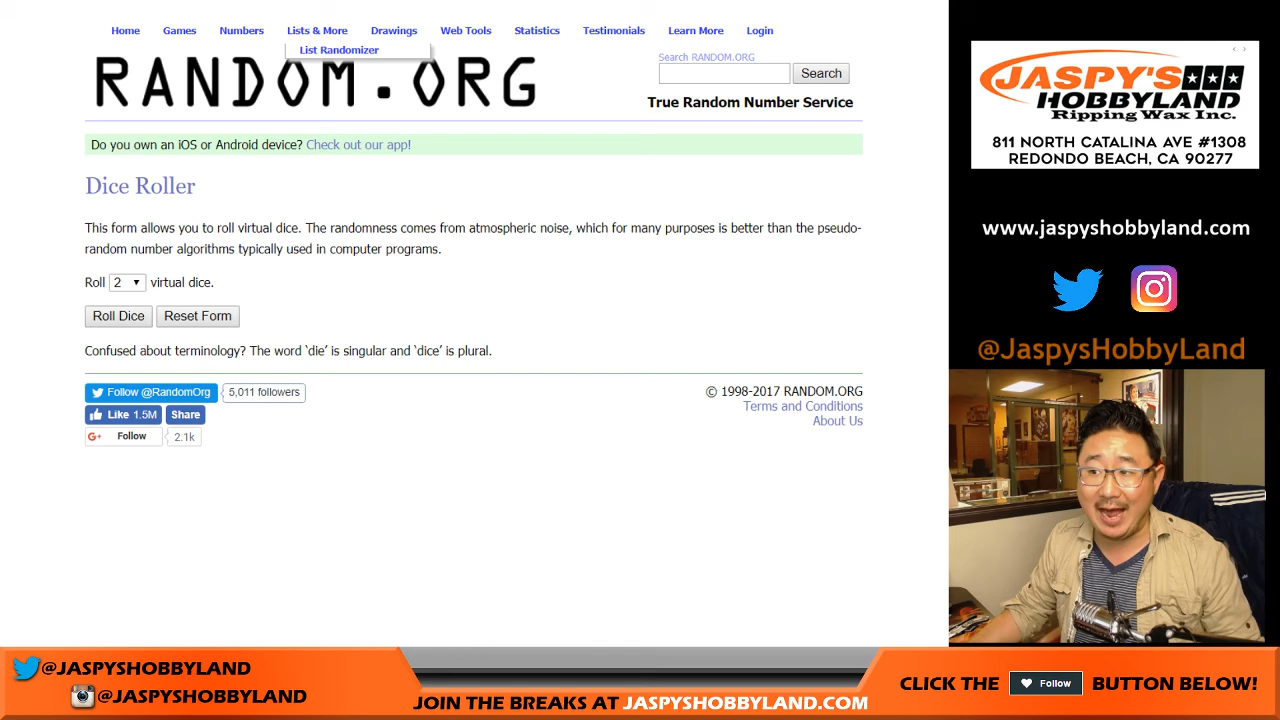 Home Games Numbers Lists & More Drawings Web Tools Statistics Testimonials Learn More Login
List Randomizer
RANDOM.ORG
Search RANDOM.ORG
Search
True Random Number Service
Do you own an iOS or Android device? Check out our app!
Dice Roller
This form allows you to roll virtual dice. The randomness comes from atmospheric noise, which for many purposes is better than the pseudo-
random number algorithms typically used in computer programs.
Roll 2 virtual dice.
Roll Dice Reset Form
Confused about terminology? The word ‘die’ is singular and ‘dice’ is plural.
Follow @RandomOrg 5,011 followers
Like 1.5M Share
G+ Follow 2.1k
© 1998-2017 RANDOM.ORG
Terms and Conditions
About Us
JASPY'S
HOBBYLAND
Ripping Wax Inc.
811 NORTH CATALINA AVE #1308
REDONDO BEACH, CA 90277
www.jaspyshobbyland.com
@JaspysHobbyLand
@JASPYSHOBBYLAND
@JASPYSHOBBYLAND
JOIN THE BREAKS AT JASPYSHOBBYLAND.COM
CLICK THE Follow BUTTON BELOW!